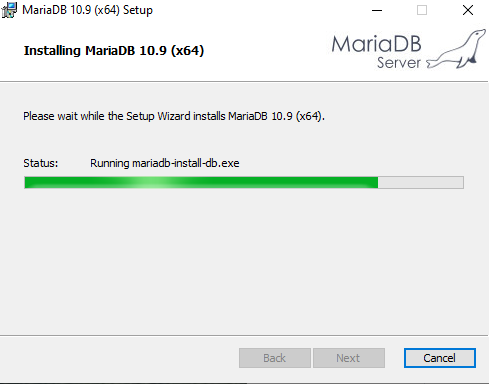 MariaDB 10.9 (x64) Setup
Installing MariaDB 10.9 (x64)
MariaDB
Server
Please wait while the Setup Wizard installs MariaDB 10.9 (x64).
Status: Running mariadb-install-db.exe
Back Next Cancel